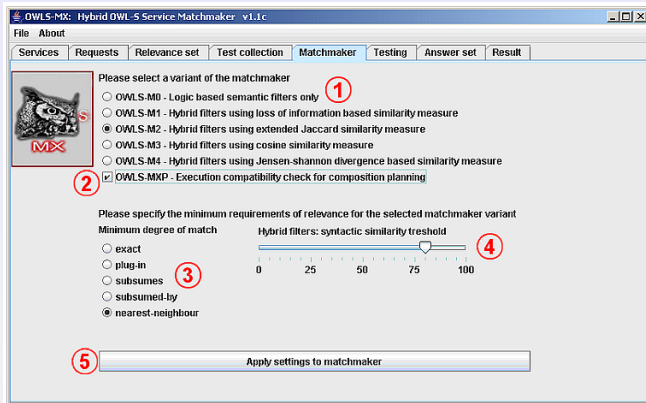 OWLS-MX: Hybrid OWL-S Service Matchmaker v1.1c
File About
Services Requests Relevance set Test collection Matchmaker Testing Answer set Result
Please select a variant of the matchmaker
1
OWLS-M0 - Logic based semantic filters only
OWLS-M1 - Hybrid filters using loss of information based similarity measure
OWLS-M2 - Hybrid filters using extended Jaccard similarity measure
OWLS-M3 - Hybrid filters using cosine similarity measure
OWLS-M4 - Hybrid filters using Jensen-shannon divergence based similarity measure
S
MX
2
OWLS-MXP - Execution compatibility check for composition planning
Please specify the minimum requirements of relevance for the selected matchmaker variant
Minimum degree of match
Hybrid filters: syntactic similarity treshold
4
exact
plug-in
subsumes
subsumed-by
nearest-neighbour
3
0 25 50 75 100
5
Apply settings to matchmaker